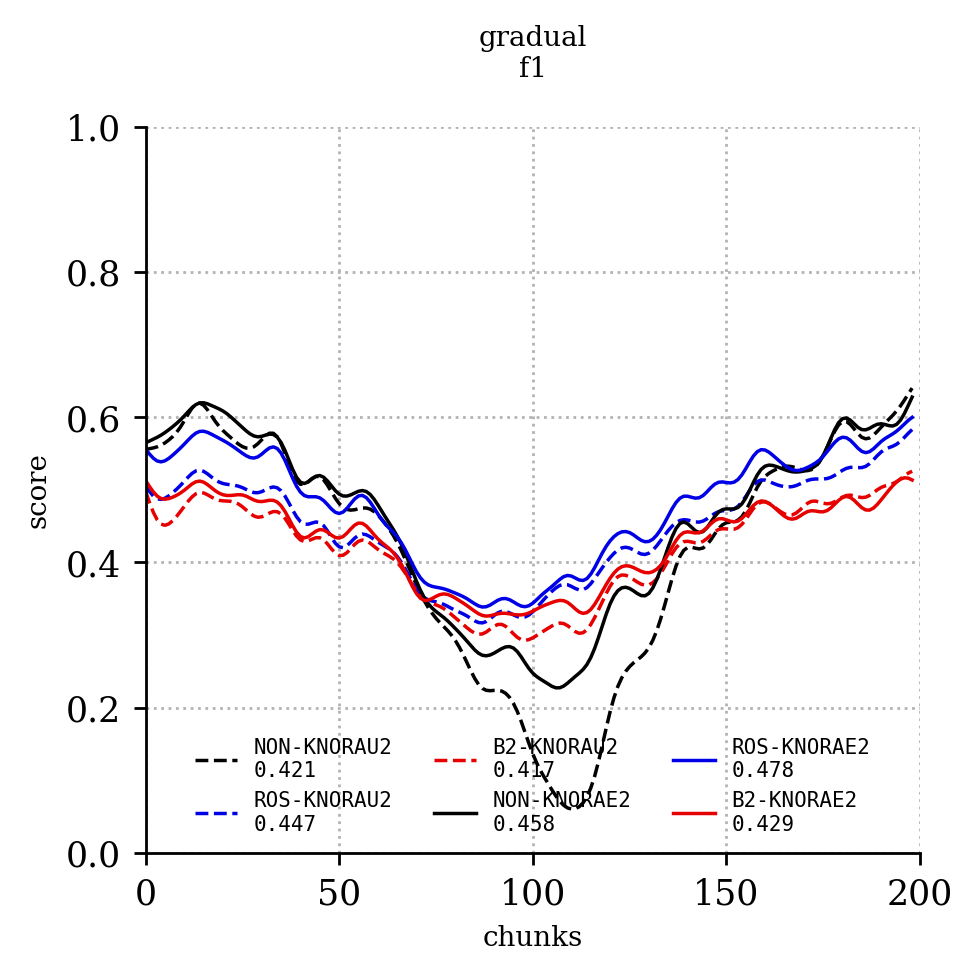 gradual
f1
1.0
0.8
0.6
0.4
0.2
0.0
score
NON-KNORAU2
0.421
ROS-KNORAU2
0.447
B2-KNORAU2
0.417
NON-KNORAE2
0.458
ROS-KNORAE2
0.478
B2-KNORAE2
0.429
0 50 100 150 200
chunks